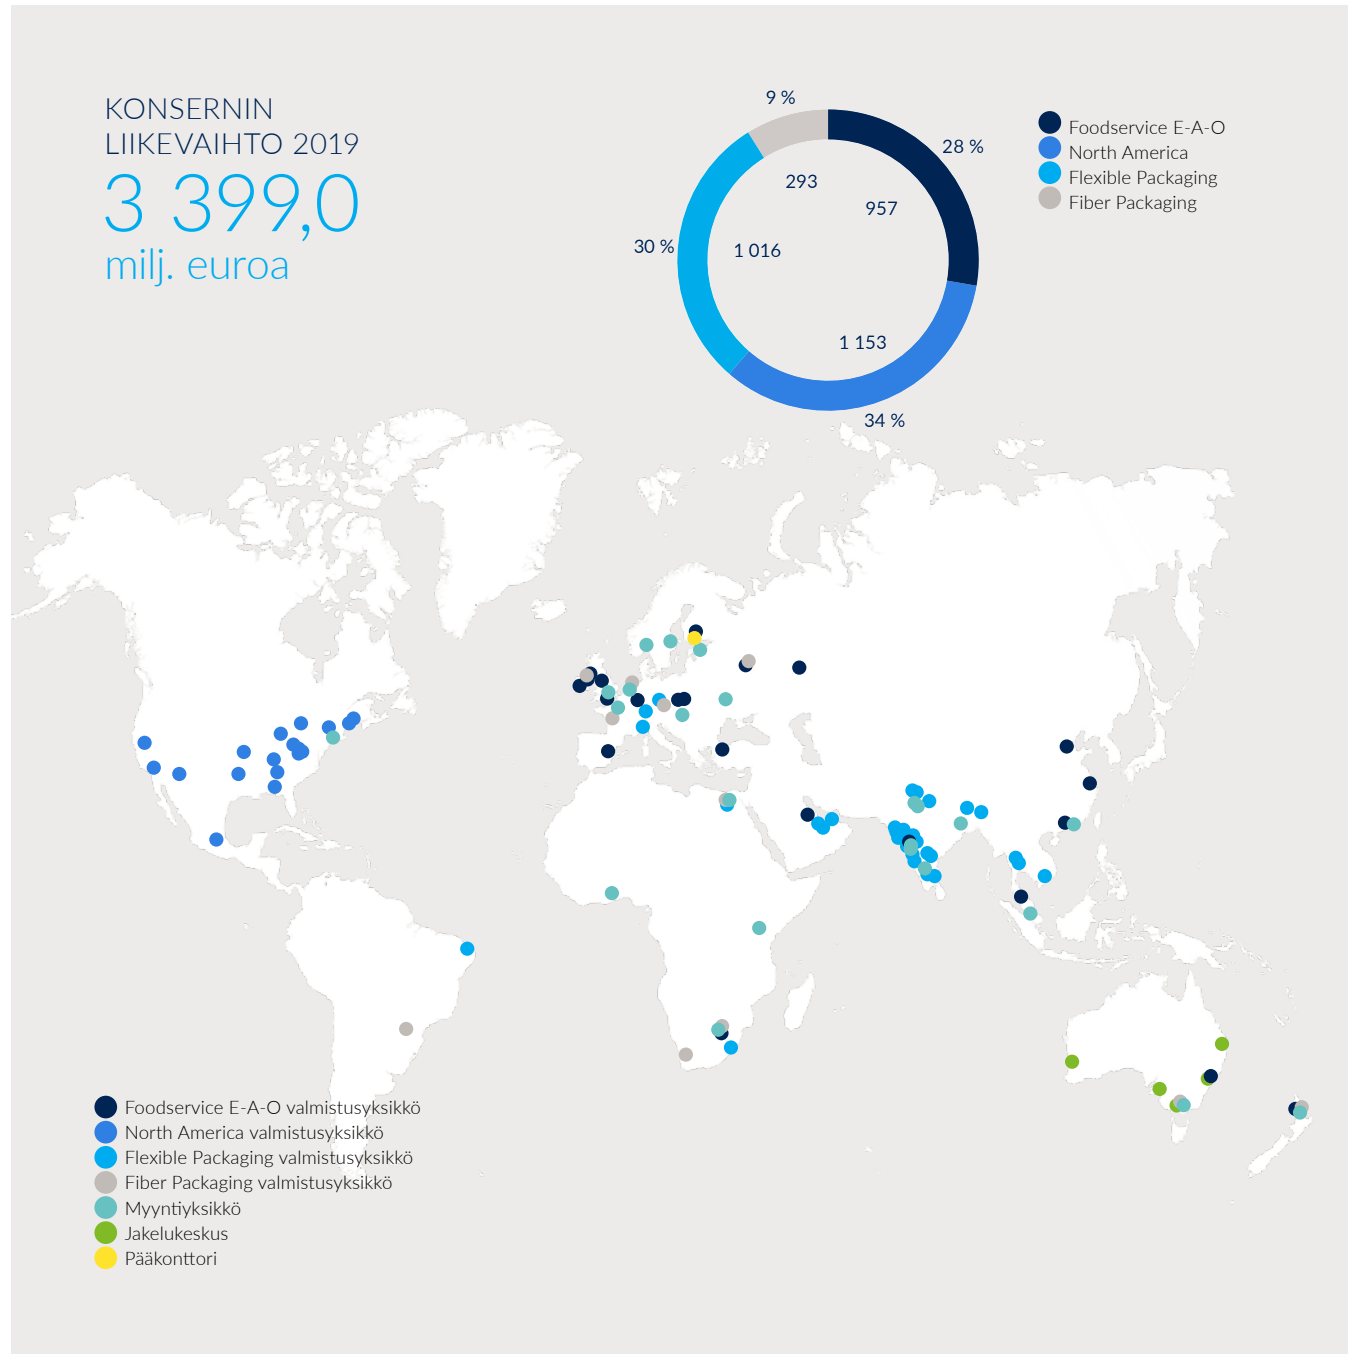 KONSERNIN
LIIKEVAIHTO 2019
3 399,0
milj. euroa
9 %
28 %
293
957
30 %
1 016
1 153
34 %
Foodservice E-A-O
North America
Flexible Packaging
Fiber Packaging
Foodservice E-A-O valmistusyksikkö
North America valmistusyksikkö
Flexible Packaging valmistusyksikkö
Fiber Packaging valmistusyksikkö
Myyntiyksikkö
Jakelukeskus
Pääkonttori